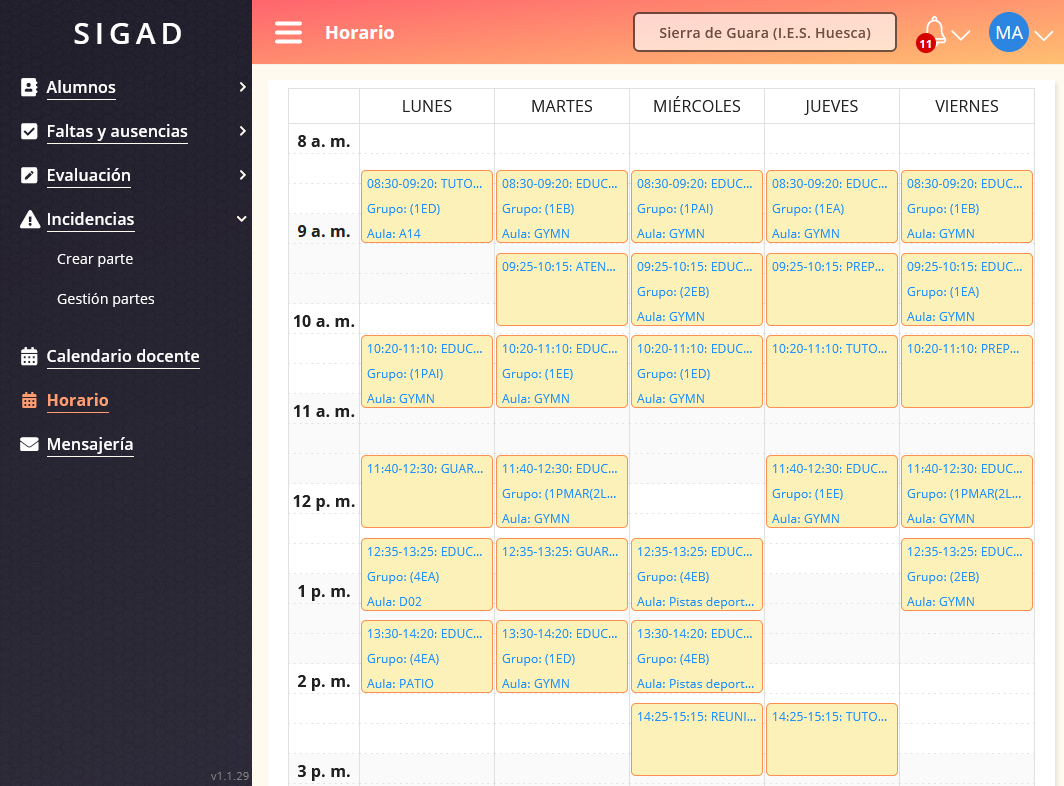 SIGAD
Alumnos
Faltas y ausencias
Evaluación
Incidencias
Crear parte
Gestión partes
Calendario docente
Horario
Mensajería
v1.1.29
Horario
Sierra de Guara (I.E.S. Huesca)
11
MA
LUNES MARTES MIÉRCOLES JUEVES VIERNES
8 a. m.
08:30-09:20: TUTO... 08:30-09:20: EDUC... 08:30-09:20: EDUC... 08:30-09:20: EDUC... 08:30-09:20: EDUC...
Grupo: (1ED) Grupo: (1EB) Grupo: (1PAI) Grupo: (1EA) Grupo: (1EB)
9 a. m. Aula: A14 Aula: GYMN Aula: GYMN Aula: GYMN Aula: GYMN
09:25-10:15: ATEN... 09:25-10:15: EDUC... 09:25-10:15: PREP... 09:25-10:15: EDUC...
Grupo: (2EB) Grupo: (1EA)
10 a. m. Aula: GYMN Aula: GYMN
10:20-11:10: EDUC... 10:20-11:10: EDUC... 10:20-11:10: EDUC... 10:20-11:10: TUTO... 10:20-11:10: PREP...
Grupo: (1PAI) Grupo: (1EE) Grupo: (1ED)
Aula: GYMN Aula: GYMN Aula: GYMN
11 a. m.
11:40-12:30: GUAR... 11:40-12:30: EDUC... 11:40-12:30: EDUC... 11:40-12:30: EDUC...
Grupo: (1PMAR(2L... Grupo: (1EE) Grupo: (1PMAR(2L...
12 p. m. Aula: GYMN Aula: GYMN Aula: GYMN
12:35-13:25: EDUC... 12:35-13:25: GUAR... 12:35-13:25: EDUC... 12:35-13:25: EDUC...
Grupo: (4EA) Grupo: (4EB) Grupo: (2EB)
1 p. m. Aula: D02 Aula: Pistas deport... Aula: GYMN
13:30-14:20: EDUC... 13:30-14:20: EDUC... 13:30-14:20: EDUC...
Grupo: (4EA) Grupo: (1ED) Grupo: (4EB)
2 p. m. Aula: PATIO Aula: GYMN Aula: Pistas deport...
14:25-15:15: REUNI... 14:25-15:15: TUTO...
3 p. m.